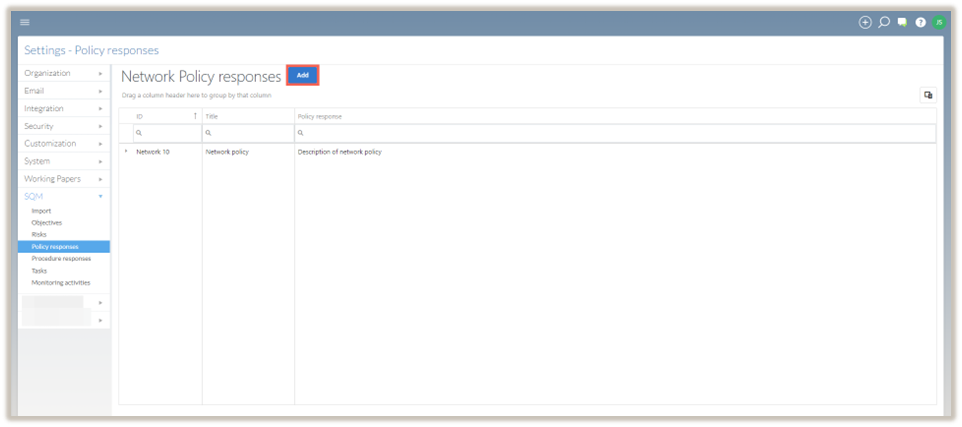 JS
Settings - Policy responses
Organization
Email
Integration
Security
Customization
System
Working Papers
SQM
Import
Objectives
Risks
Policy responses
Procedure responses
Tasks
Monitoring activities
Network Policy responses Add
Drag a column header here to group by that column
ID Title Policy response
Network 10 Network policy Description of network policy